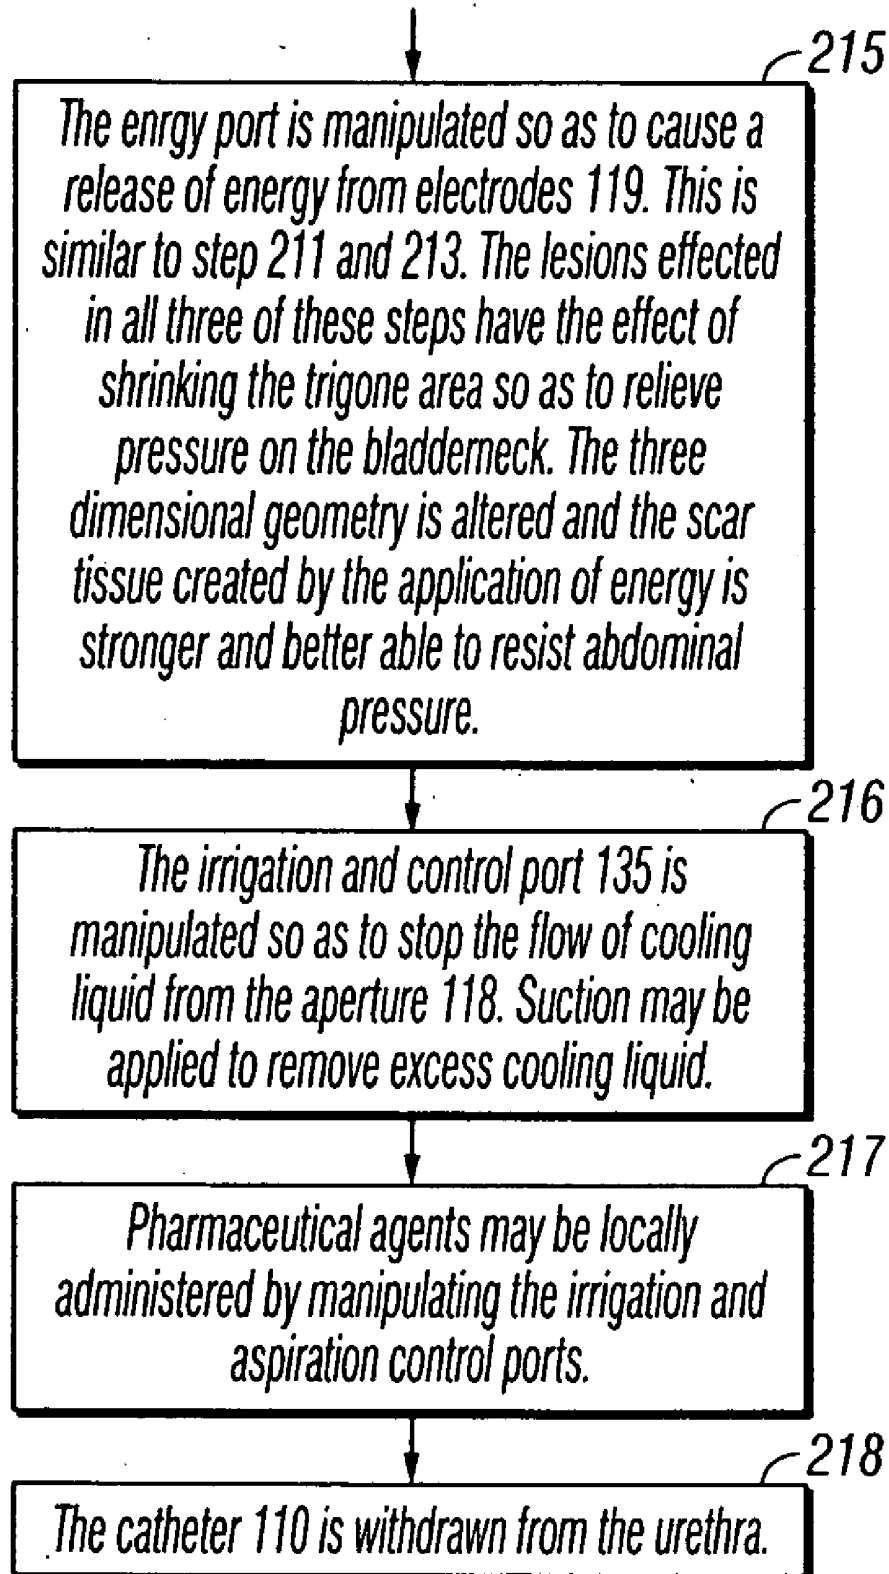 215
The enrgy port is manipulated so as to cause a
release of energy from electrodes 119. This is
similar to step 211 and 213. The lesions effected
in all three of these steps have the effect of
shrinking the trigone area so as to relieve
pressure on the bladderneck. The three
dimensional geometry is altered and the scar
tissue created by the application of energy is
stronger and better able to resist abdominal
pressure.
216
The irrigation and control port 135 is
manipulated so as to stop the flow of cooling
liquid from the aperture 118. Suction may be
applied to remove excess cooling liquid.
217
Pharmaceutical agents may be locally
administered by manipulating the irrigation and
aspiration control ports.
218
The catheter 110 is withdrawn from the urethra.